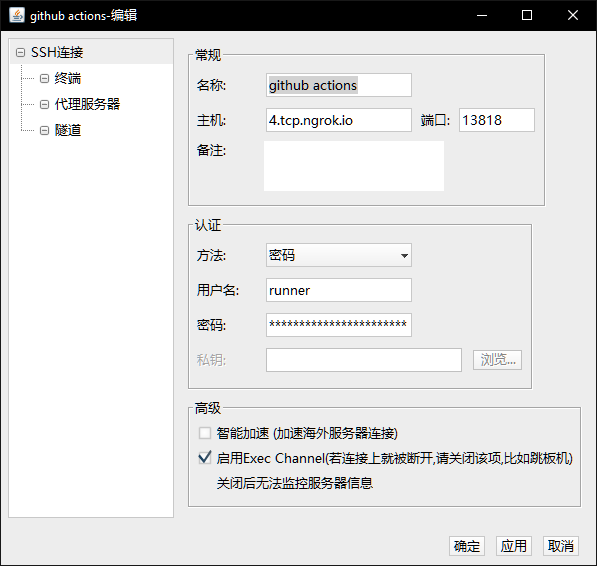 github actions-编辑
SSH连接
终端
代理服务器
隧道
常规
名称: github actions
主机: 4.tcp.ngrok.io 端口: 13818
备注:
认证
方法: 密码
用户名: runner
密码: ***********************
私钥: 浏览...
高级
智能加速 (加速海外服务器连接)
启用Exec Channel(若连接上就被断开,请关闭该项,比如跳板机)
关闭后无法监控服务器信息
确定 应用 取消